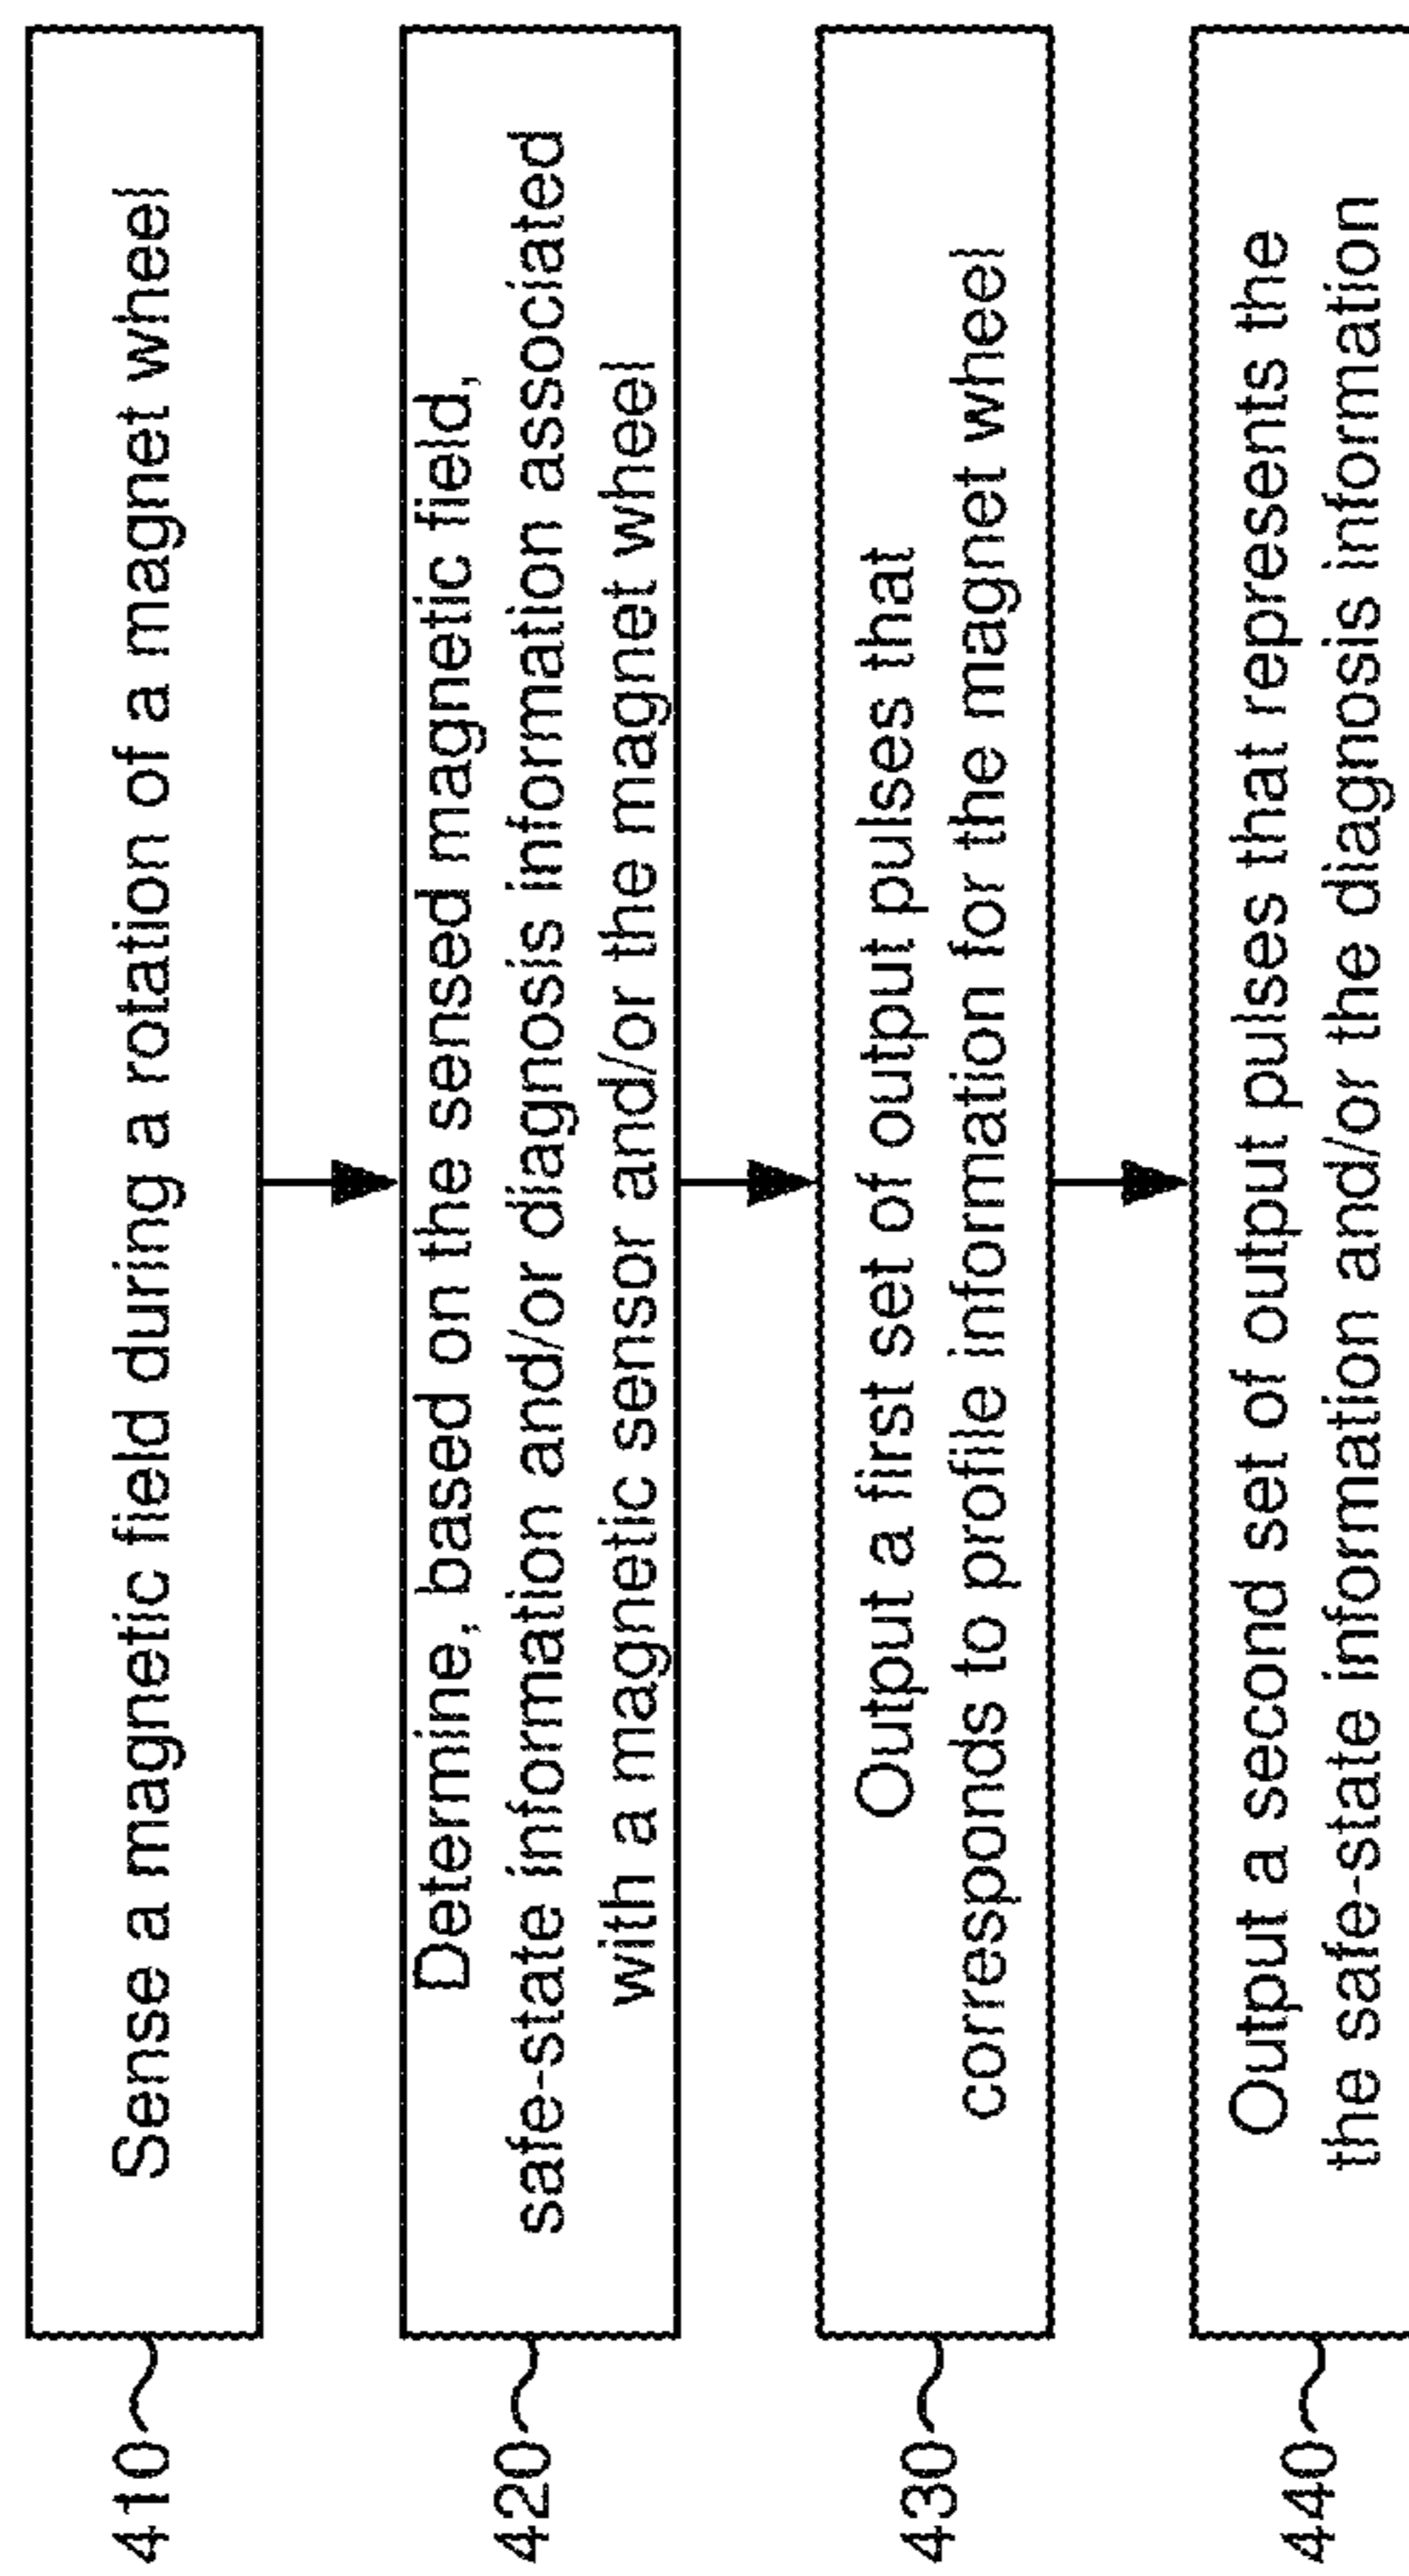 410
Sense a magnetic field during a rotation of a magnet wheel
420
Determine, based on the sensed magnetic field,
safe-state information and/or diagnosis information associated
with a magnetic sensor and/or the magnet wheel
430
Output a first set of output pulses that
corresponds to profile information for the magnet wheel
440
Output a second set of output pulses that represents the
the safe-state information and/or the diagnosis information